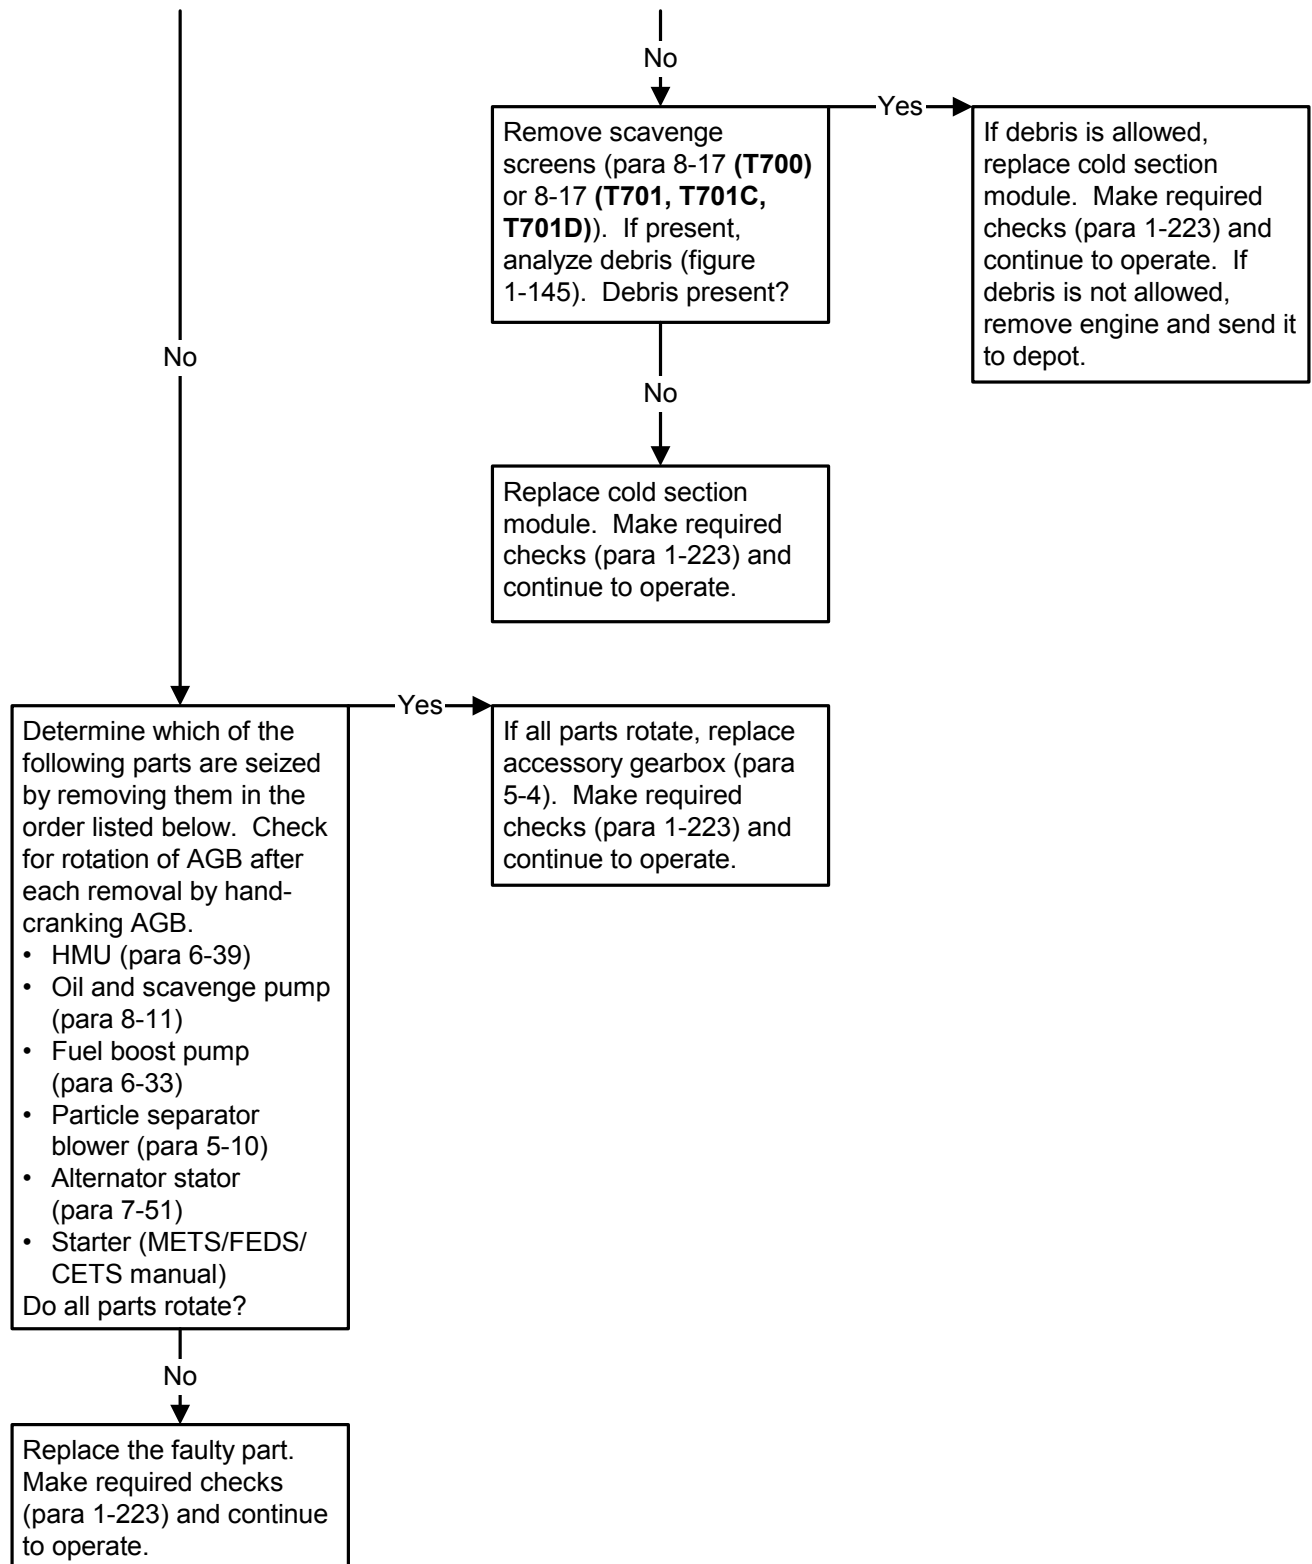 No
Remove scavenge
screens (para 8-17 (T700)
or 8-17 (T701, T701C,
T701D)).  If present,
analyze debris (figure
1-145).  Debris present?
Yes
If debris is allowed,
replace cold section
module.  Make required
checks (para 1-223) and
continue to operate.  If
debris is not allowed,
remove engine and send it
to depot.
No
No
Replace cold section
module.  Make required
checks (para 1-223) and
continue to operate.
Determine which of the
following parts are seized
by removing them in the
order listed below.  Check
for rotation of AGB after
each removal by hand-
cranking AGB.
• HMU (para 6-39)
• Oil and scavenge pump
(para 8-11)
• Fuel boost pump
(para 6-33)
• Particle separator
blower (para 5-10)
• Alternator stator
(para 7-51)
• Starter (METS/FEDS/
CETS manual)
Do all parts rotate?
Yes
If all parts rotate, replace
accessory gearbox (para
5-4).  Make required
checks (para 1-223) and
continue to operate.
No
Replace the faulty part.
Make required checks
(para 1-223) and continue
to operate.